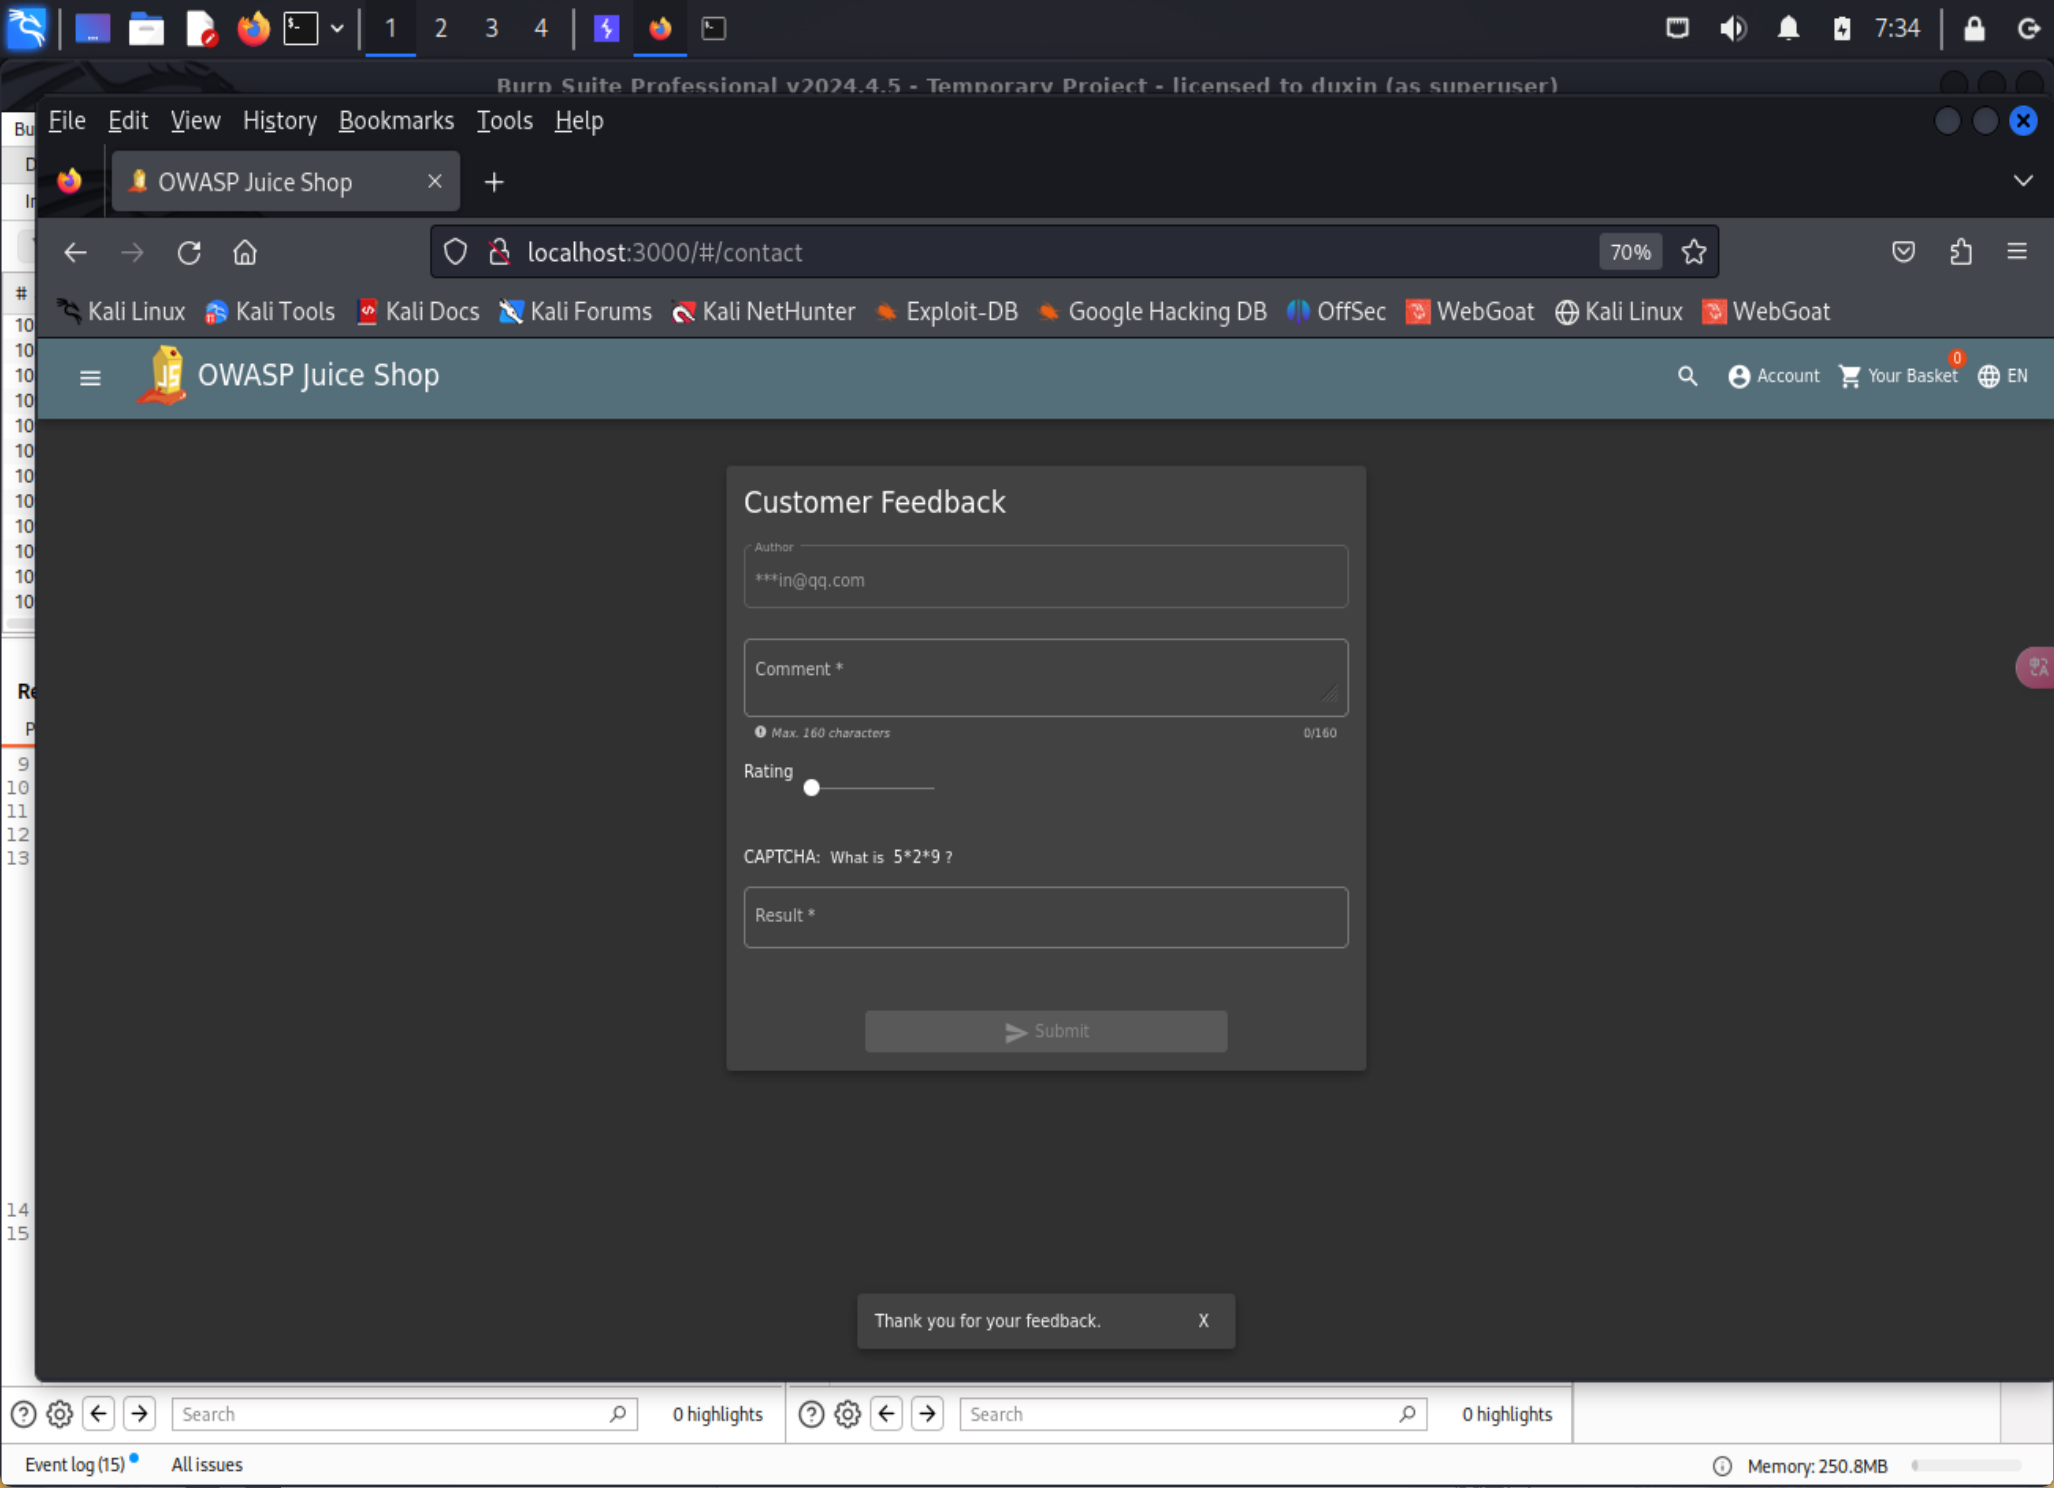 1 2 3 4 7:34
Burp Suite Professional v2024.4.5 - Temporary Project - licensed to duxin (as superuser)
Bu
File Edit View History Bookmarks Tools Help
D
OWASP Juice Shop
In
localhost:3000/#/contact 70%
#
Kali Linux Kali Tools Kali Docs Kali Forums Kali NetHunter Exploit-DB Google Hacking DB OffSec WebGoat Kali Linux WebGoat
10
10
10
10
10
10
10
10
10
10
10
10
OWASP Juice Shop Account Your Basket 0 EN
Customer Feedback
Author
***in@qq.com
Comment *
Max. 160 characters 0/160
Re
P
Rating
9
10
11
12
13
CAPTCHA: What is 5*2*9 ?
Result *
Submit
14
15
Thank you for your feedback. X
Search 0 highlights Search 0 highlights
Event log (15) All issues Memory: 250.8MB